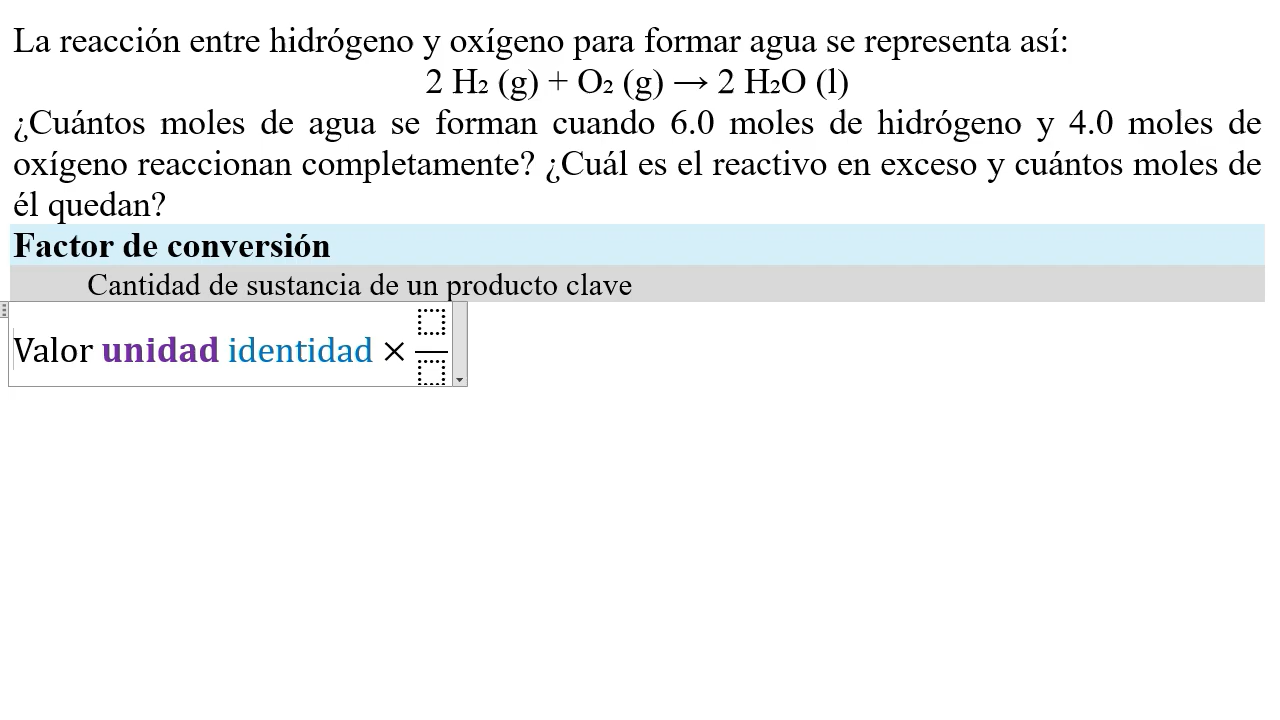 La reacción entre hidrógeno y oxígeno para formar agua se representa así:
2 H₂ (g) + O₂ (g) ⟶ 2 H₂O (l)
¿Cuántos moles de agua se forman cuando 6.0 moles de hidrógeno y 4.0 moles de
oxígeno reaccionan completamente? ¿Cuál es el reactivo en exceso y cuántos moles de
él quedan?
Factor de conversión
Cantidad de sustancia de un producto clave
Valor unidad identidad ×